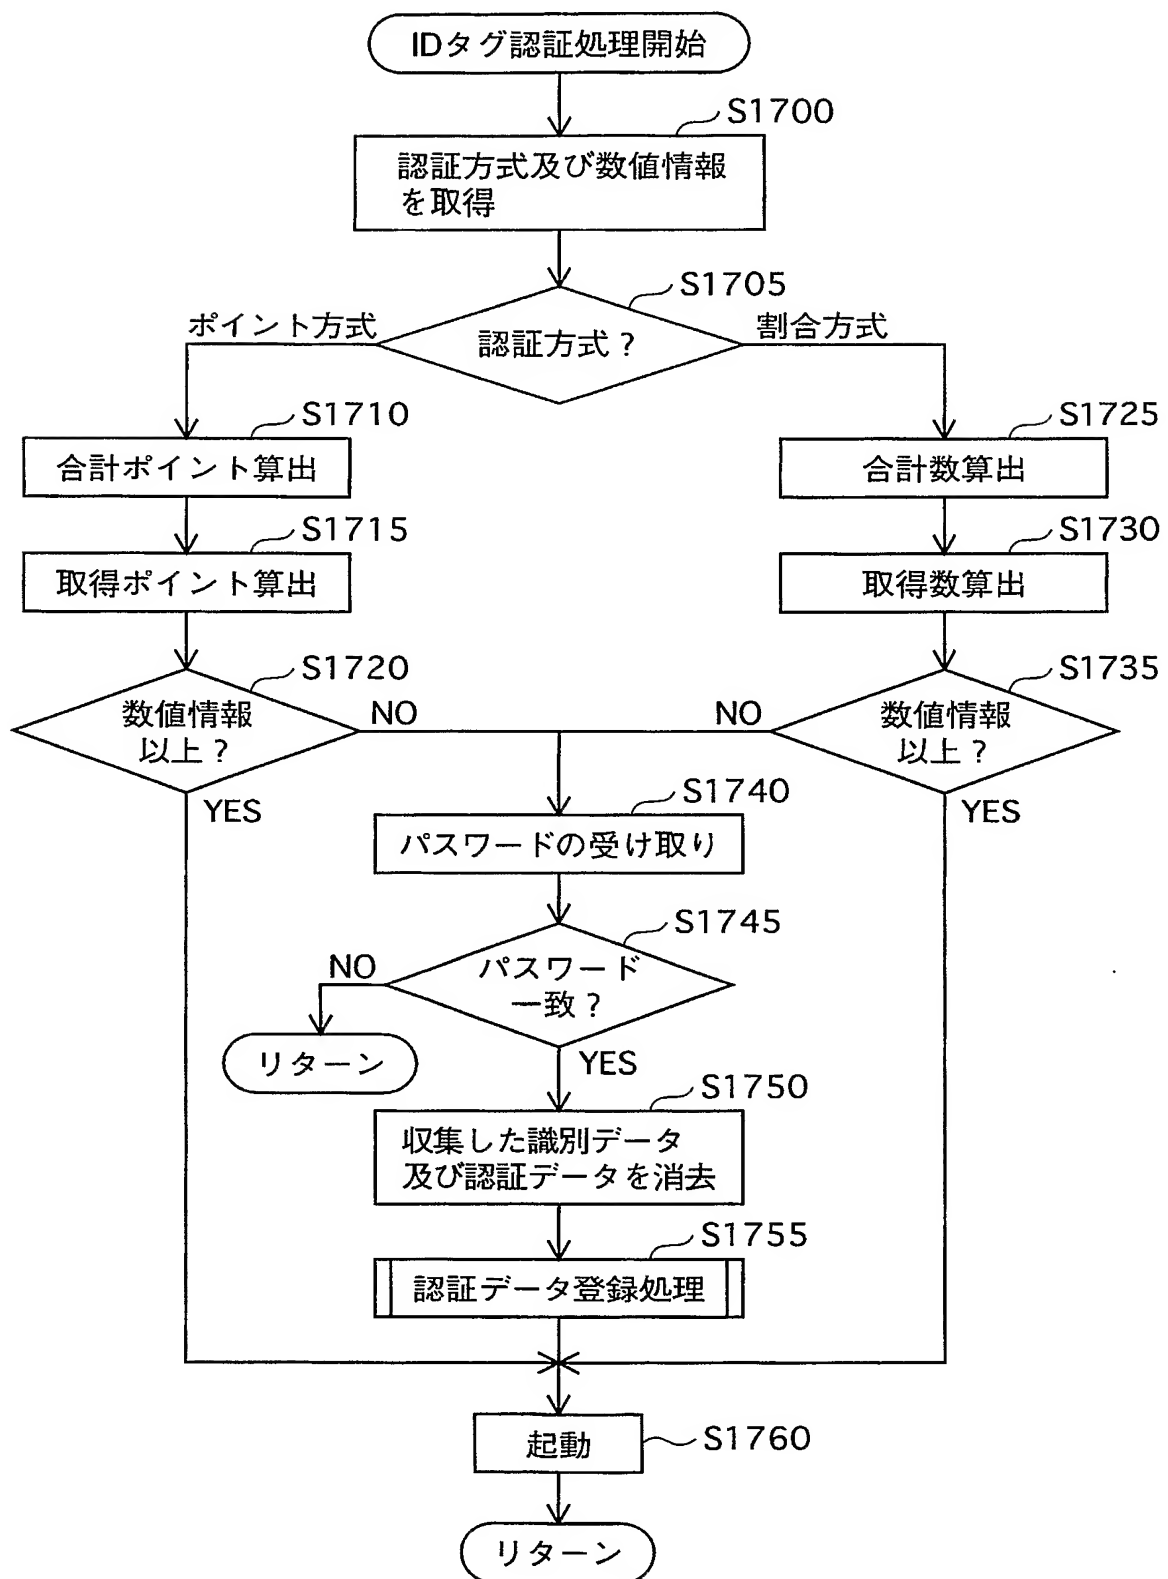 IDタグ認証処理開始
S1700
認証方式及び数値情報
を取得
S1705
認証方式？
ポイント方式
割合方式
S1710
合計ポイント算出
S1715
取得ポイント算出
S1720
数値情報
以上？
NO
YES
S1725
合計数算出
S1730
取得数算出
S1735
数値情報
以上？
NO
YES
S1740
パスワードの受け取り
S1745
パスワード
一致？
NO
リターン
YES
S1750
収集した識別データ
及び認証データを消去
S1755
認証データ登録処理
起動
S1760
リターン